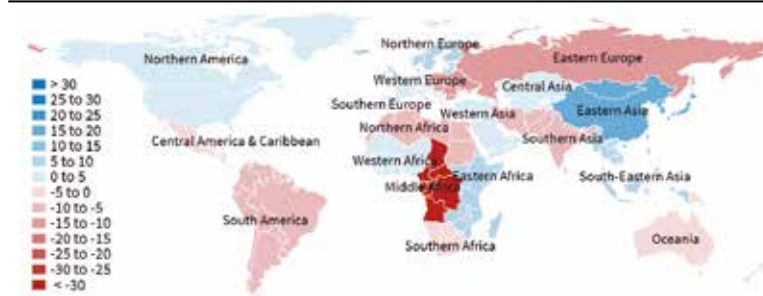 Northern America
Northern Europe
Eastern Europe
Western Europe
Central Asia
Southern Europe
Western Asia
Eastern Asia
Northern Africa
Southern Asia
Central America & Caribbean
Western Africa
Eastern Africa
South-Eastern Asia
Middle Africa
South America
Southern Africa
Oceania
> 30
25 to 30
20 to 25
15 to 20
10 to 15
5 to 10
0 to 5
-5 to 0
-10 to -5
-15 to -10
-20 to -15
-25 to -20
-30 to -25
< -30